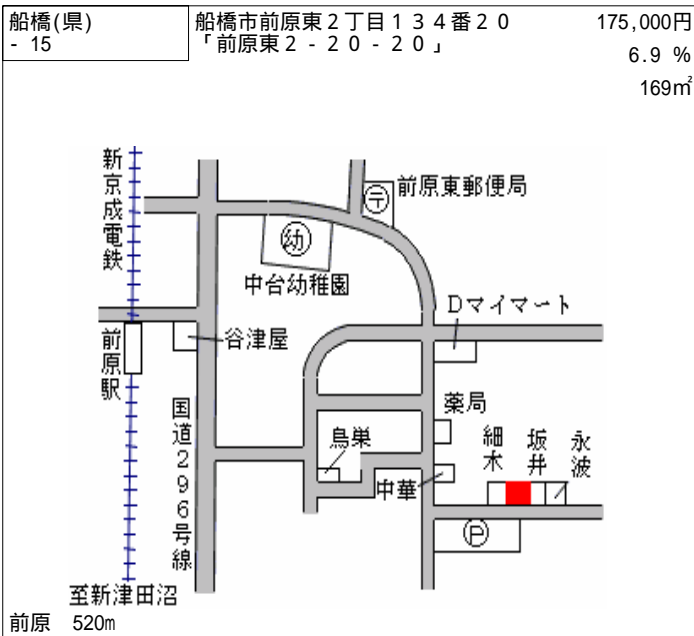 船橋(県)
- 15
船橋市前原東２丁目１３４番２０
「前原東２-２０-２０」
175,000円
6.9 %
169㎡
新京成電鉄
〒
前原東郵便局
幼
中台幼稚園
Dマイマート
谷津屋
前原駅
国道296号線
薬局
鳥巣
中華
細木
坂井
永波
P
至新津田沼
前原 520m